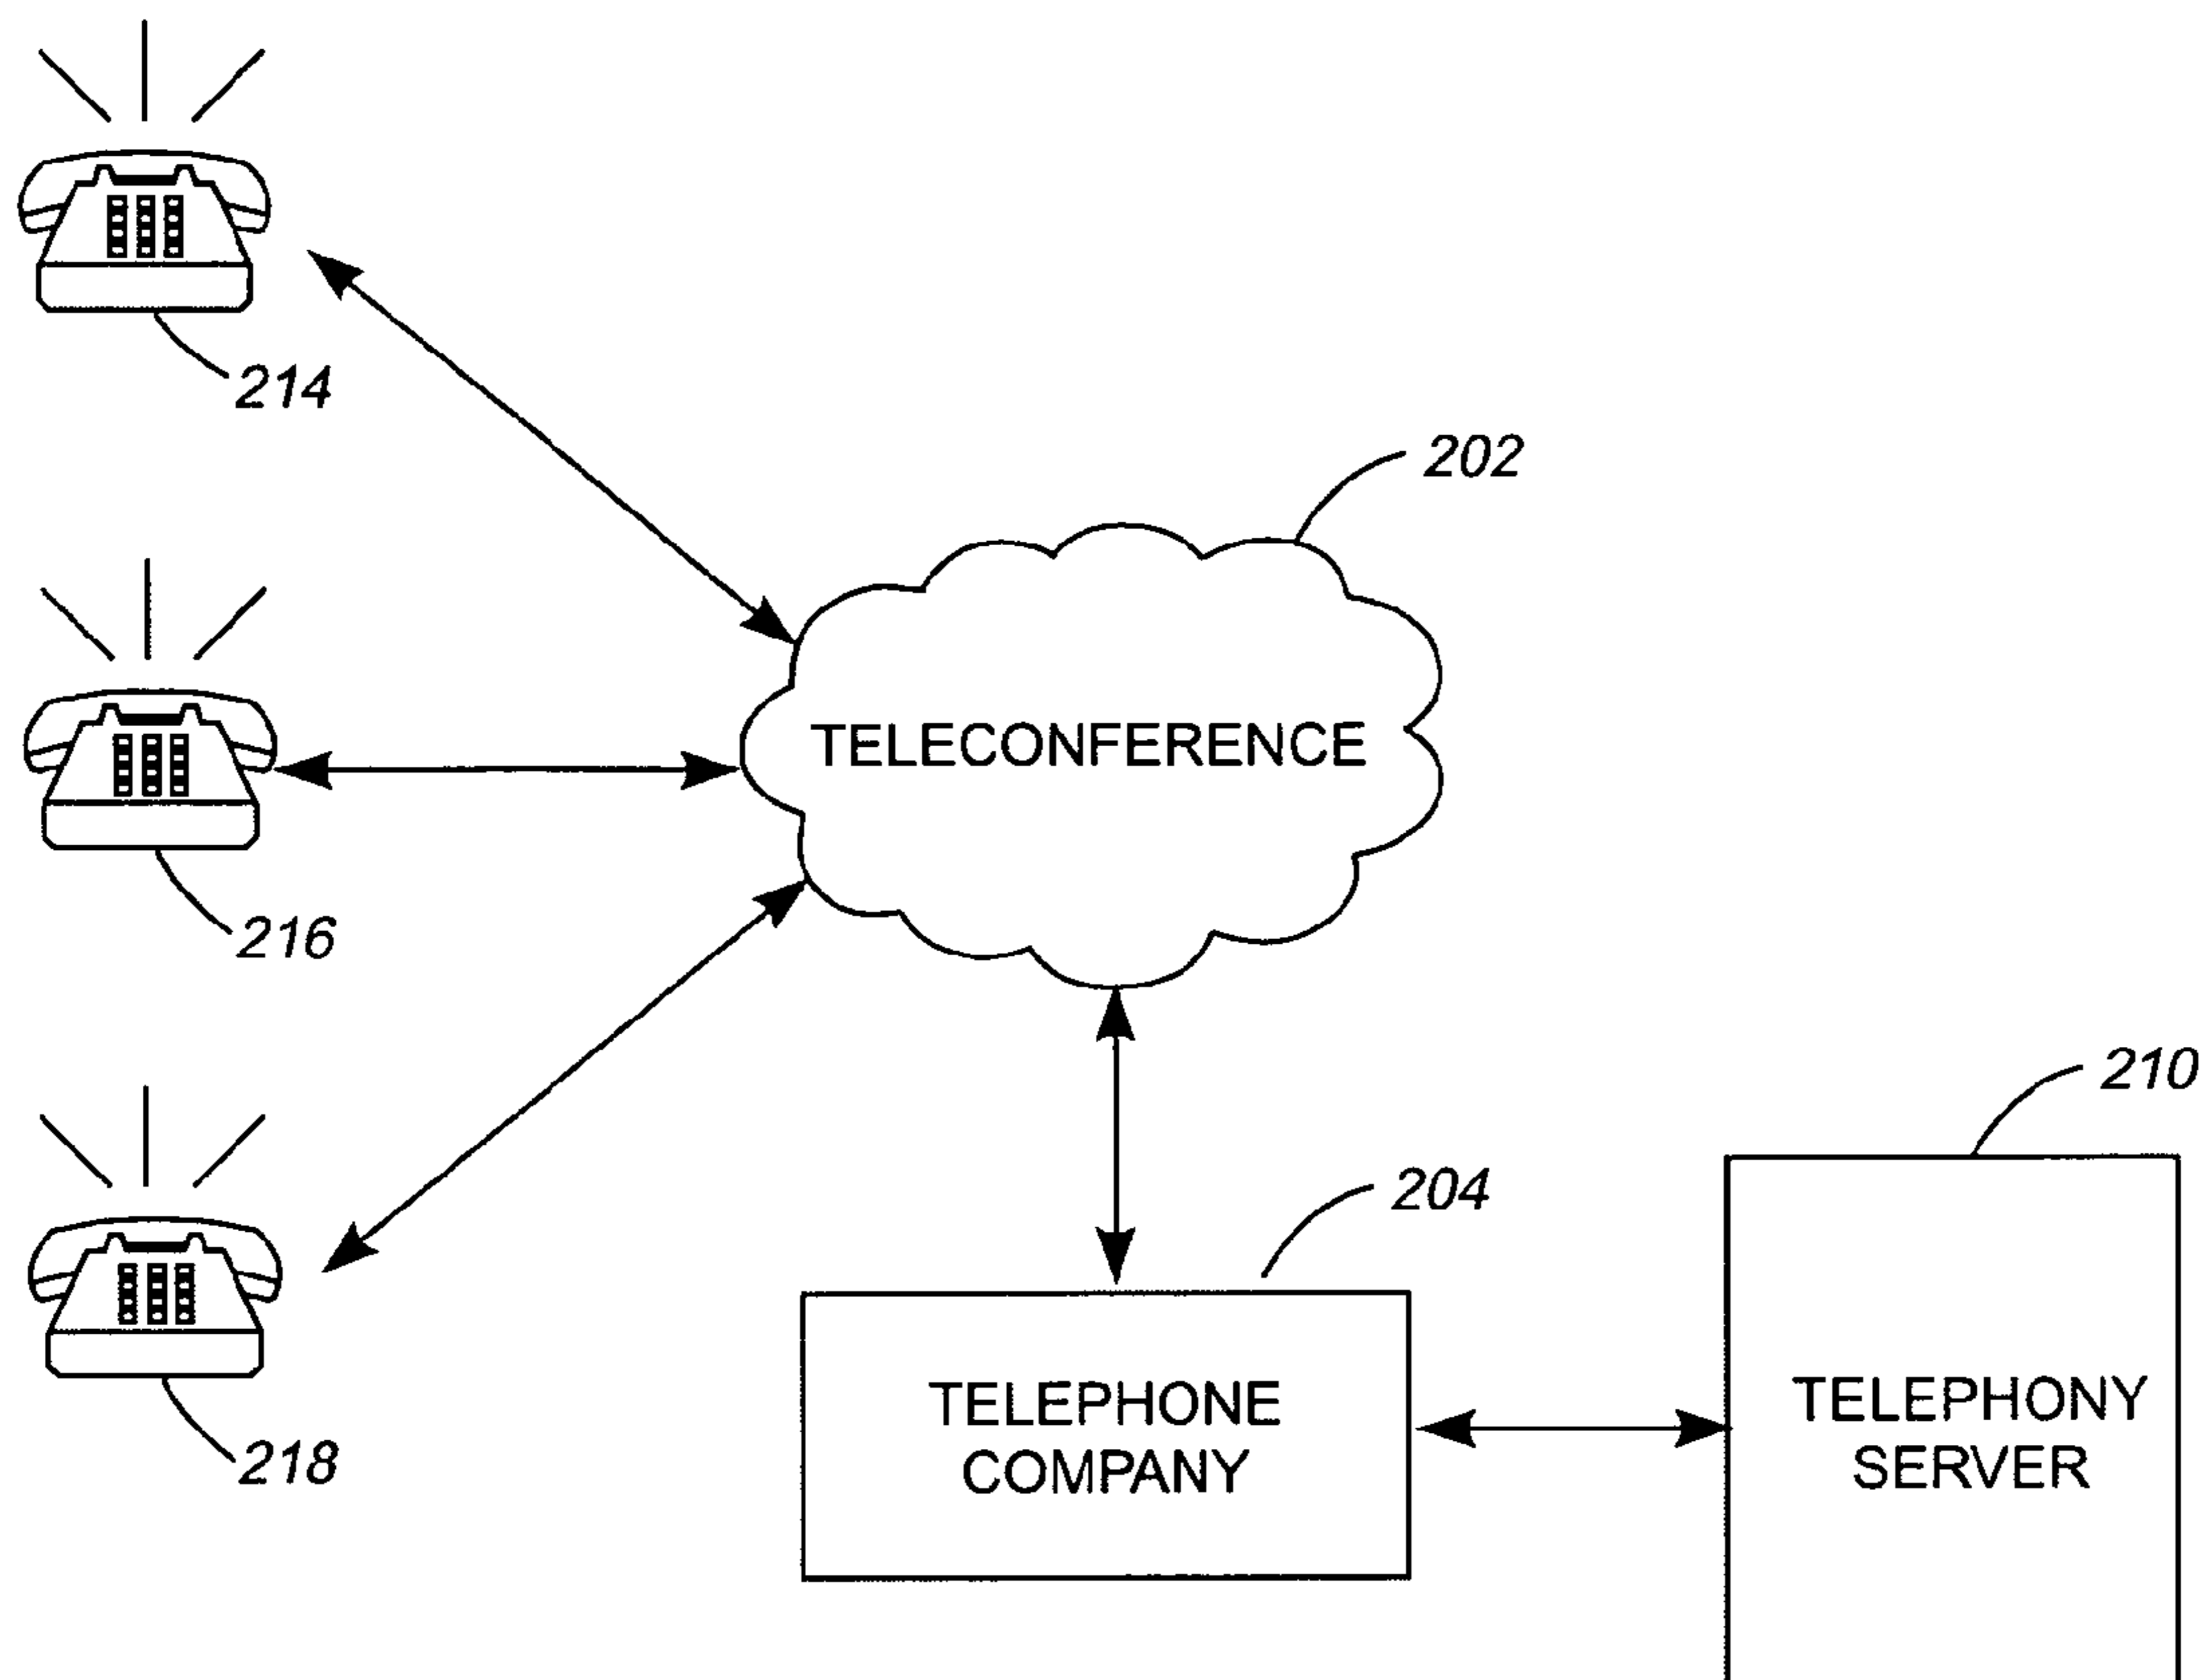 214
202
TELECONFERENCE
216
210
204
TELEPHONE
COMPANY
TELEPHONY
SERVER
218